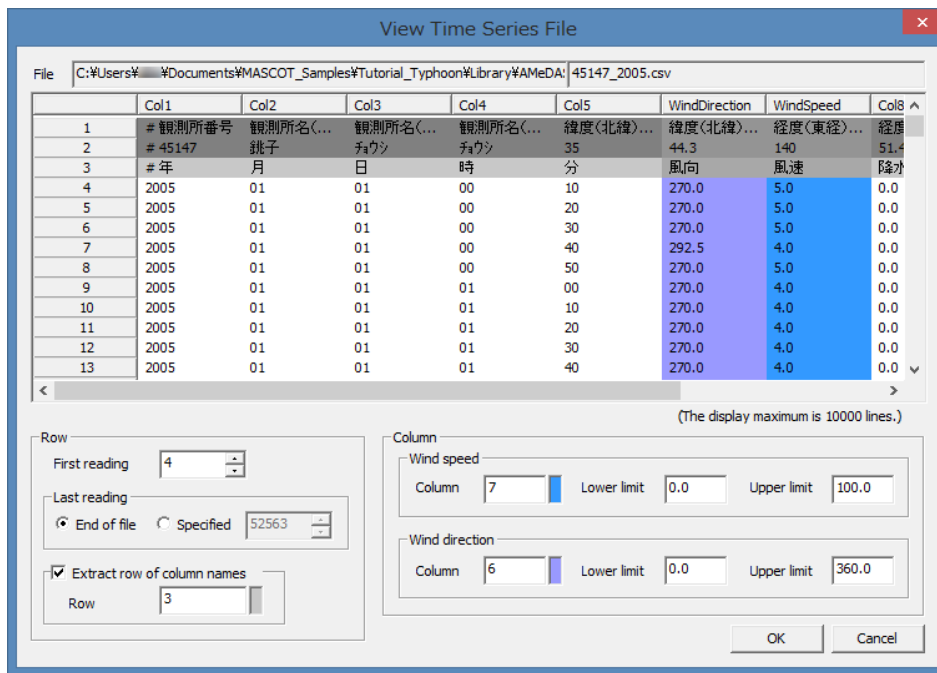 View Time Series File
File C:¥Users¥ ¥Documents¥MASCOT_Samples¥Tutorial_Typhoon¥Library¥AMeDAS 45147_2005.csv
Col1 Col2 Col3 Col4 Col5 WindDirection WindSpeed Col8
1 # 観測所番号 観測所名(... 観測所名(... 観測所名(... 緯度(北緯)... 緯度(北緯)... 経度(東経)... 経度
2 # 45147 銚子 チョウシ チョウシ 35 44.3 140 51.4
3 # 年 月 日 時 分 風向 風速 降水
4 2005 01 01 00 10 270.0 5.0 0.0
5 2005 01 01 00 20 270.0 5.0 0.0
6 2005 01 01 00 30 270.0 5.0 0.0
7 2005 01 01 00 40 292.5 4.0 0.0
8 2005 01 01 00 50 270.0 5.0 0.0
9 2005 01 01 01 00 270.0 4.0 0.0
10 2005 01 01 01 10 270.0 4.0 0.0
11 2005 01 01 01 20 270.0 4.0 0.0
12 2005 01 01 01 30 270.0 4.0 0.0
13 2005 01 01 01 40 270.0 4.0 0.0
(The display maximum is 10000 lines.)
Row
First reading 4
Last reading
End of file Specified 52563
Extract row of column names
Row 3
Column
Wind speed
Column 7 Lower limit 0.0 Upper limit 100.0
Wind direction
Column 6 Lower limit 0.0 Upper limit 360.0
OK Cancel